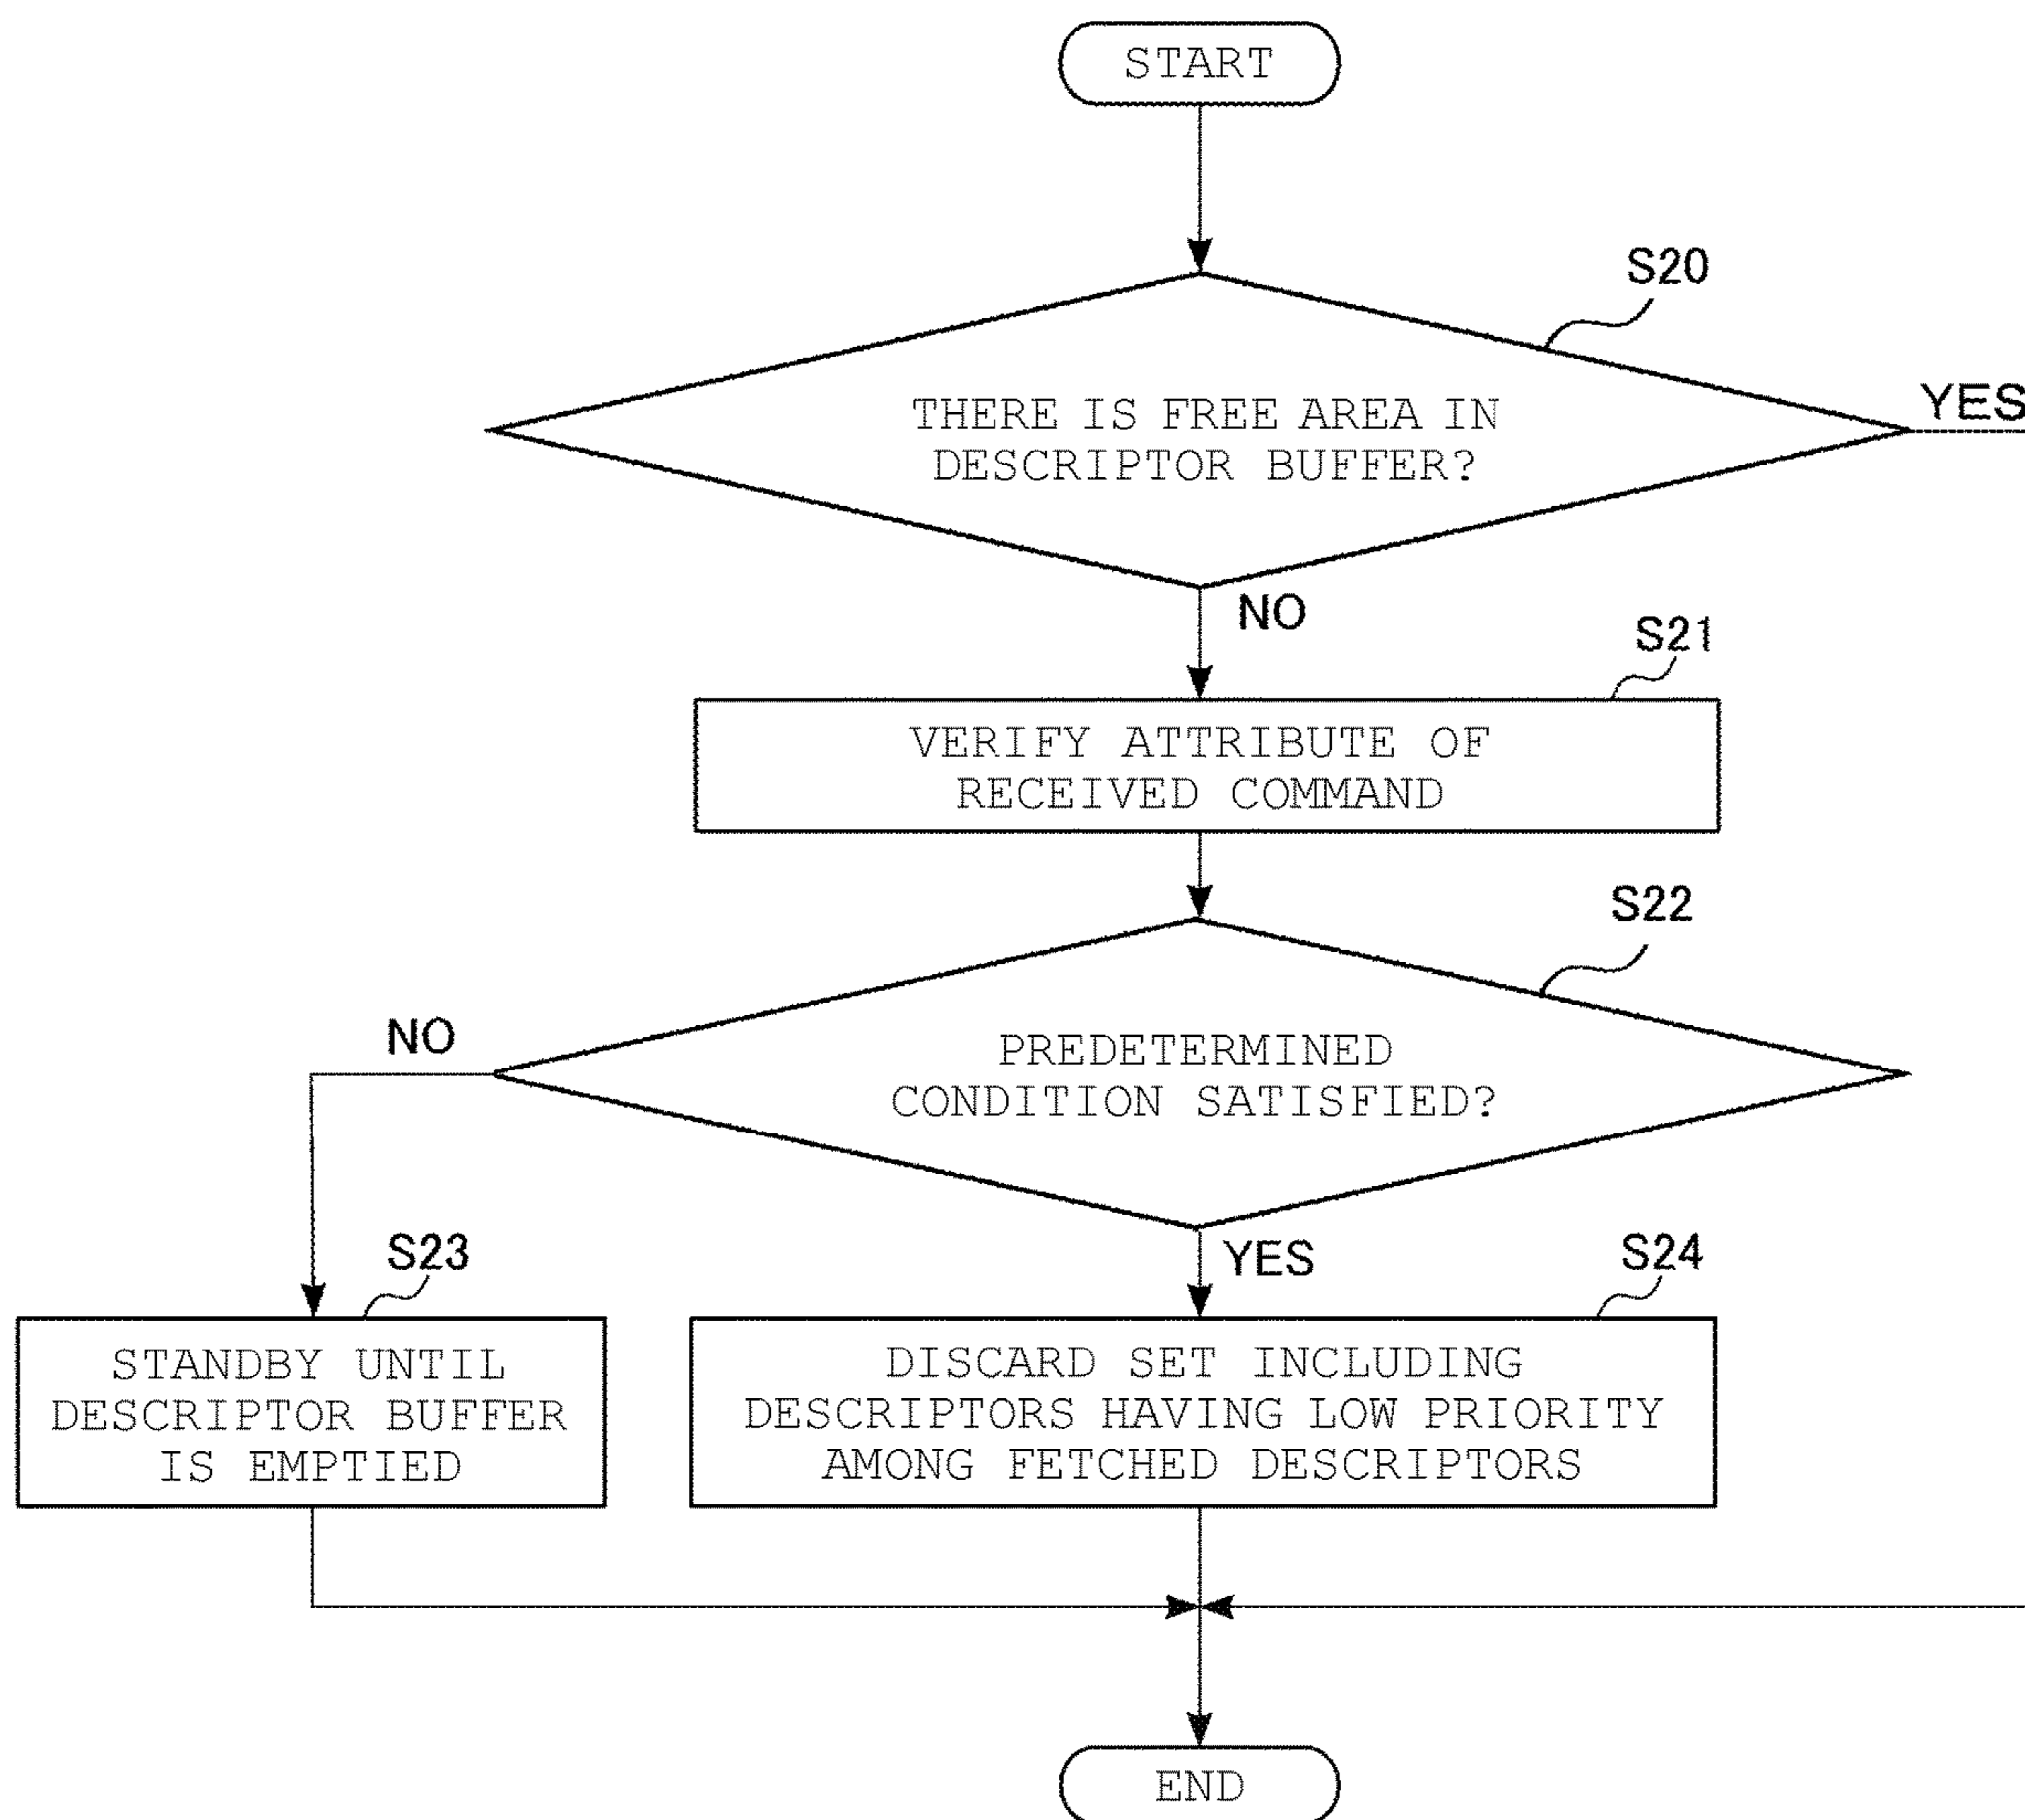 START
S20
THERE IS FREE AREA IN
DESCRIPTOR BUFFER?
YES
NO
S21
VERIFY ATTRIBUTE OF
RECEIVED COMMAND
S22
NO
PREDETERMINED
CONDITION SATISFIED?
YES
S23
STANDBY UNTIL
DESCRIPTOR BUFFER
IS EMPTIED
S24
DISCARD SET INCLUDING
DESCRIPTORS HAVING LOW PRIORITY
AMONG FETCHED DESCRIPTORS
END